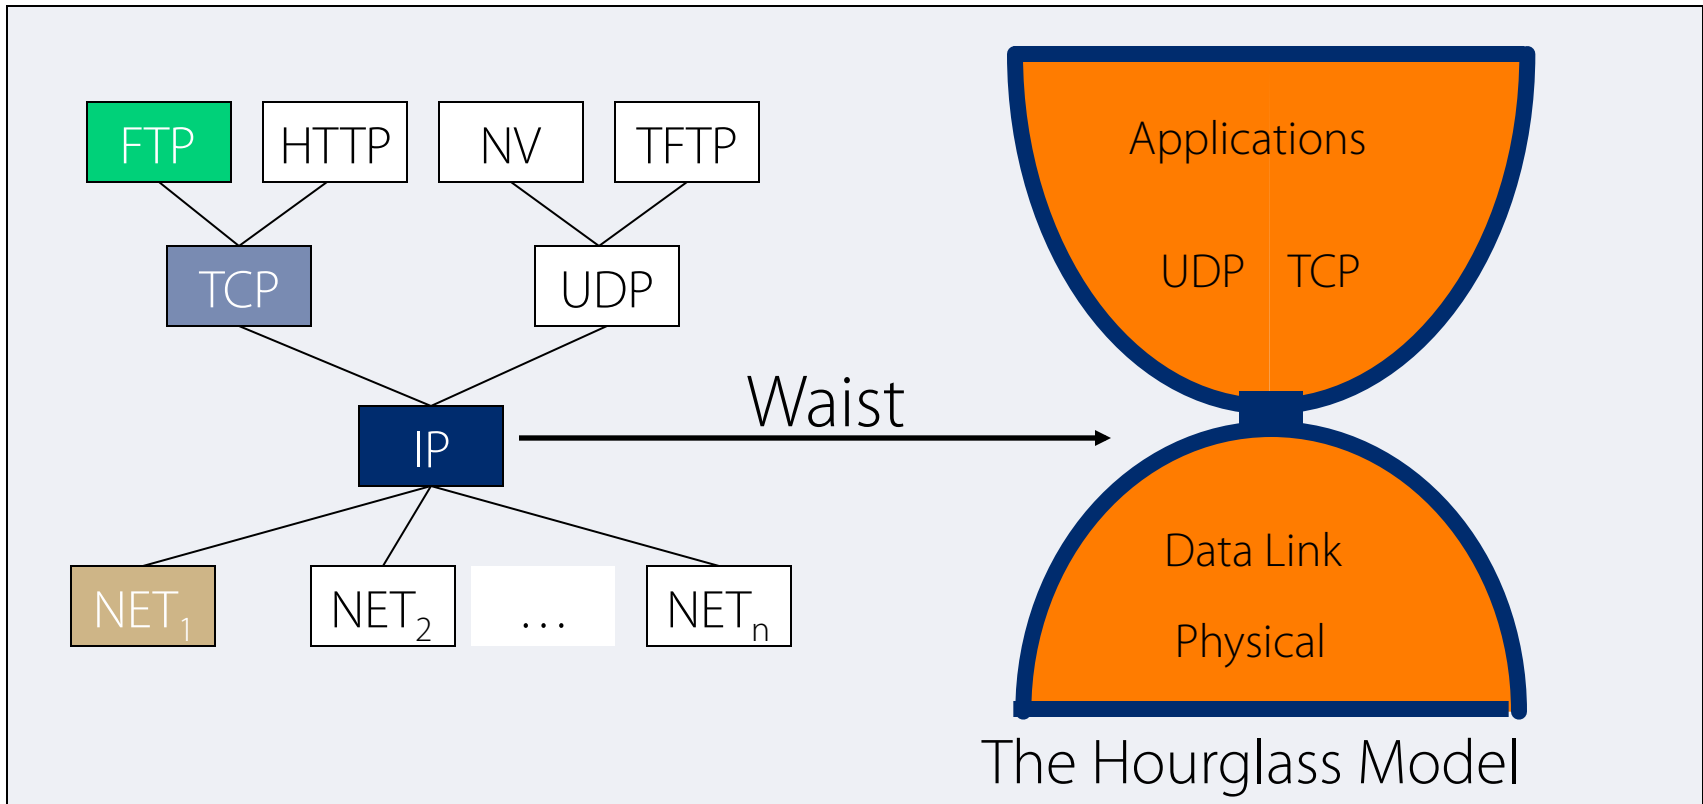 FTP HTTP NV TFTP
TCP UDP
IP
NET1 NET2 ... NETn
Waist
Applications
UDP TCP
Data Link
Physical
The Hourglass Model